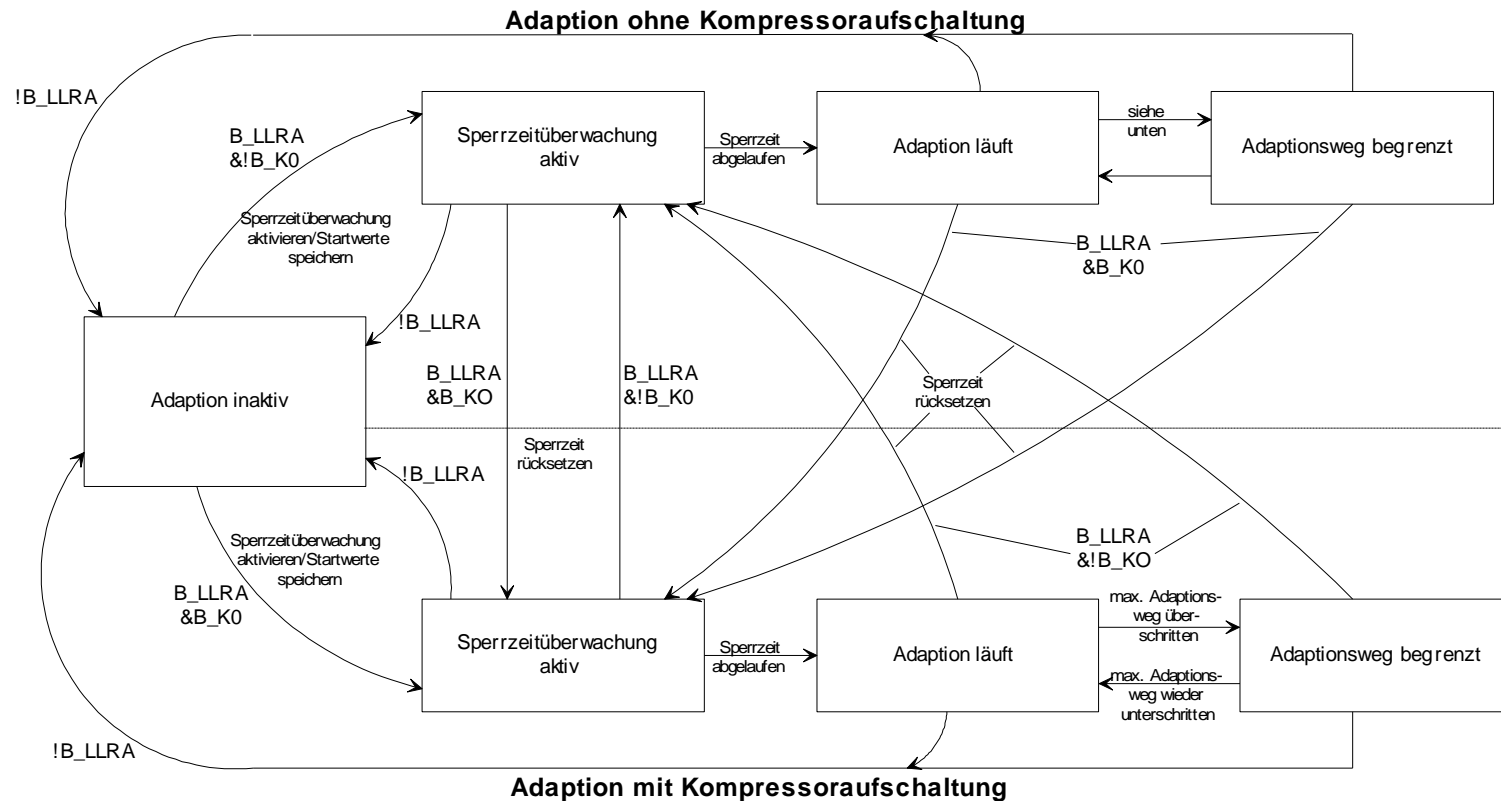 Adaption ohne Kompressoraufschaltung
!B_LLRA
B_LLRA
&!B_K0
Sperrzeitüberwachung
aktivieren/Startwerte
speichern
Sperrzeitüberwachung
aktiv
Sperrzeit
abgelaufen
Adaption läuft
siehe
unten
Adaptionsweg begrenzt
B_LLRA
&B_K0
!B_LLRA
Adaption inaktiv
B_LLRA
&B_KO
B_LLRA
&!B_K0
Sperrzeit
rücksetzen
Sperrzeit
rücksetzen
!B_LLRA
Sperrzeitüberwachung
aktivieren/Startwerte
speichern
B_LLRA
&B_K0
B_LLRA
&!B_KO
Sperrzeitüberwachung
aktiv
Sperrzeit
abgelaufen
Adaption läuft
max. Adaptions-
weg über-
schritten
max. Adaptions-
weg wieder
unterschritten
Adaptionsweg begrenzt
!B_LLRA
Adaption mit Kompressoraufschaltung